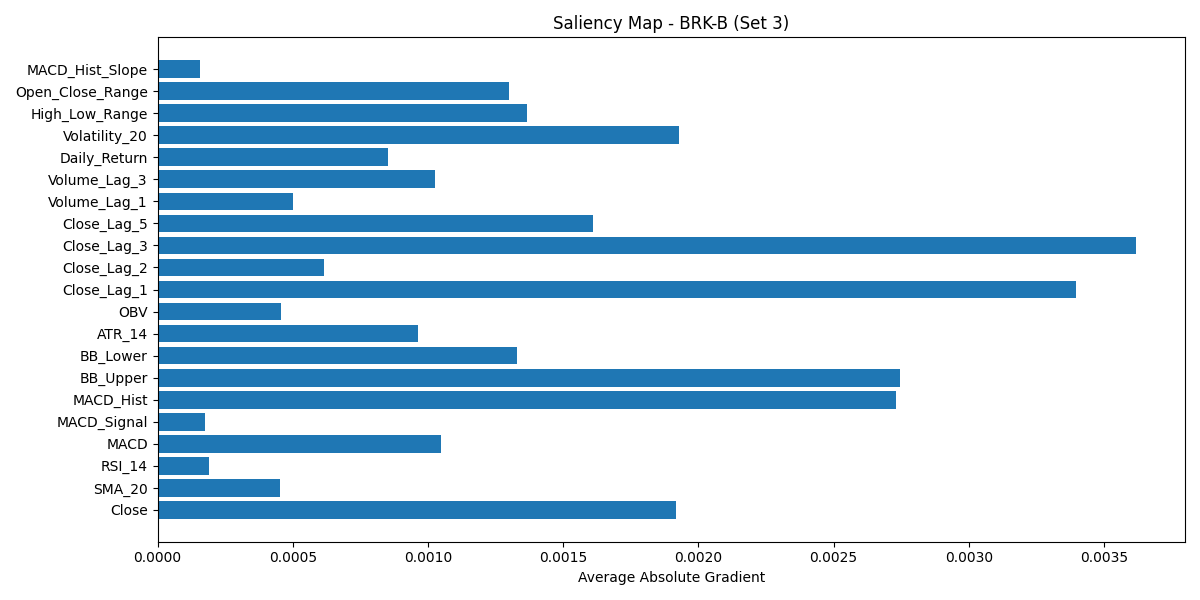 Saliency Map - BRK-B (Set 3)
MACD_Hist_Slope
Open_Close_Range
High_Low_Range
Volatility_20
Daily_Return
Volume_Lag_3
Volume_Lag_1
Close_Lag_5
Close_Lag_3
Close_Lag_2
Close_Lag_1
OBV
ATR_14
BB_Lower
BB_Upper
MACD_Hist
MACD_Signal
MACD
RSI_14
SMA_20
Close
0.0000 0.0005 0.0010 0.0015 0.0020 0.0025 0.0030 0.0035
Average Absolute Gradient